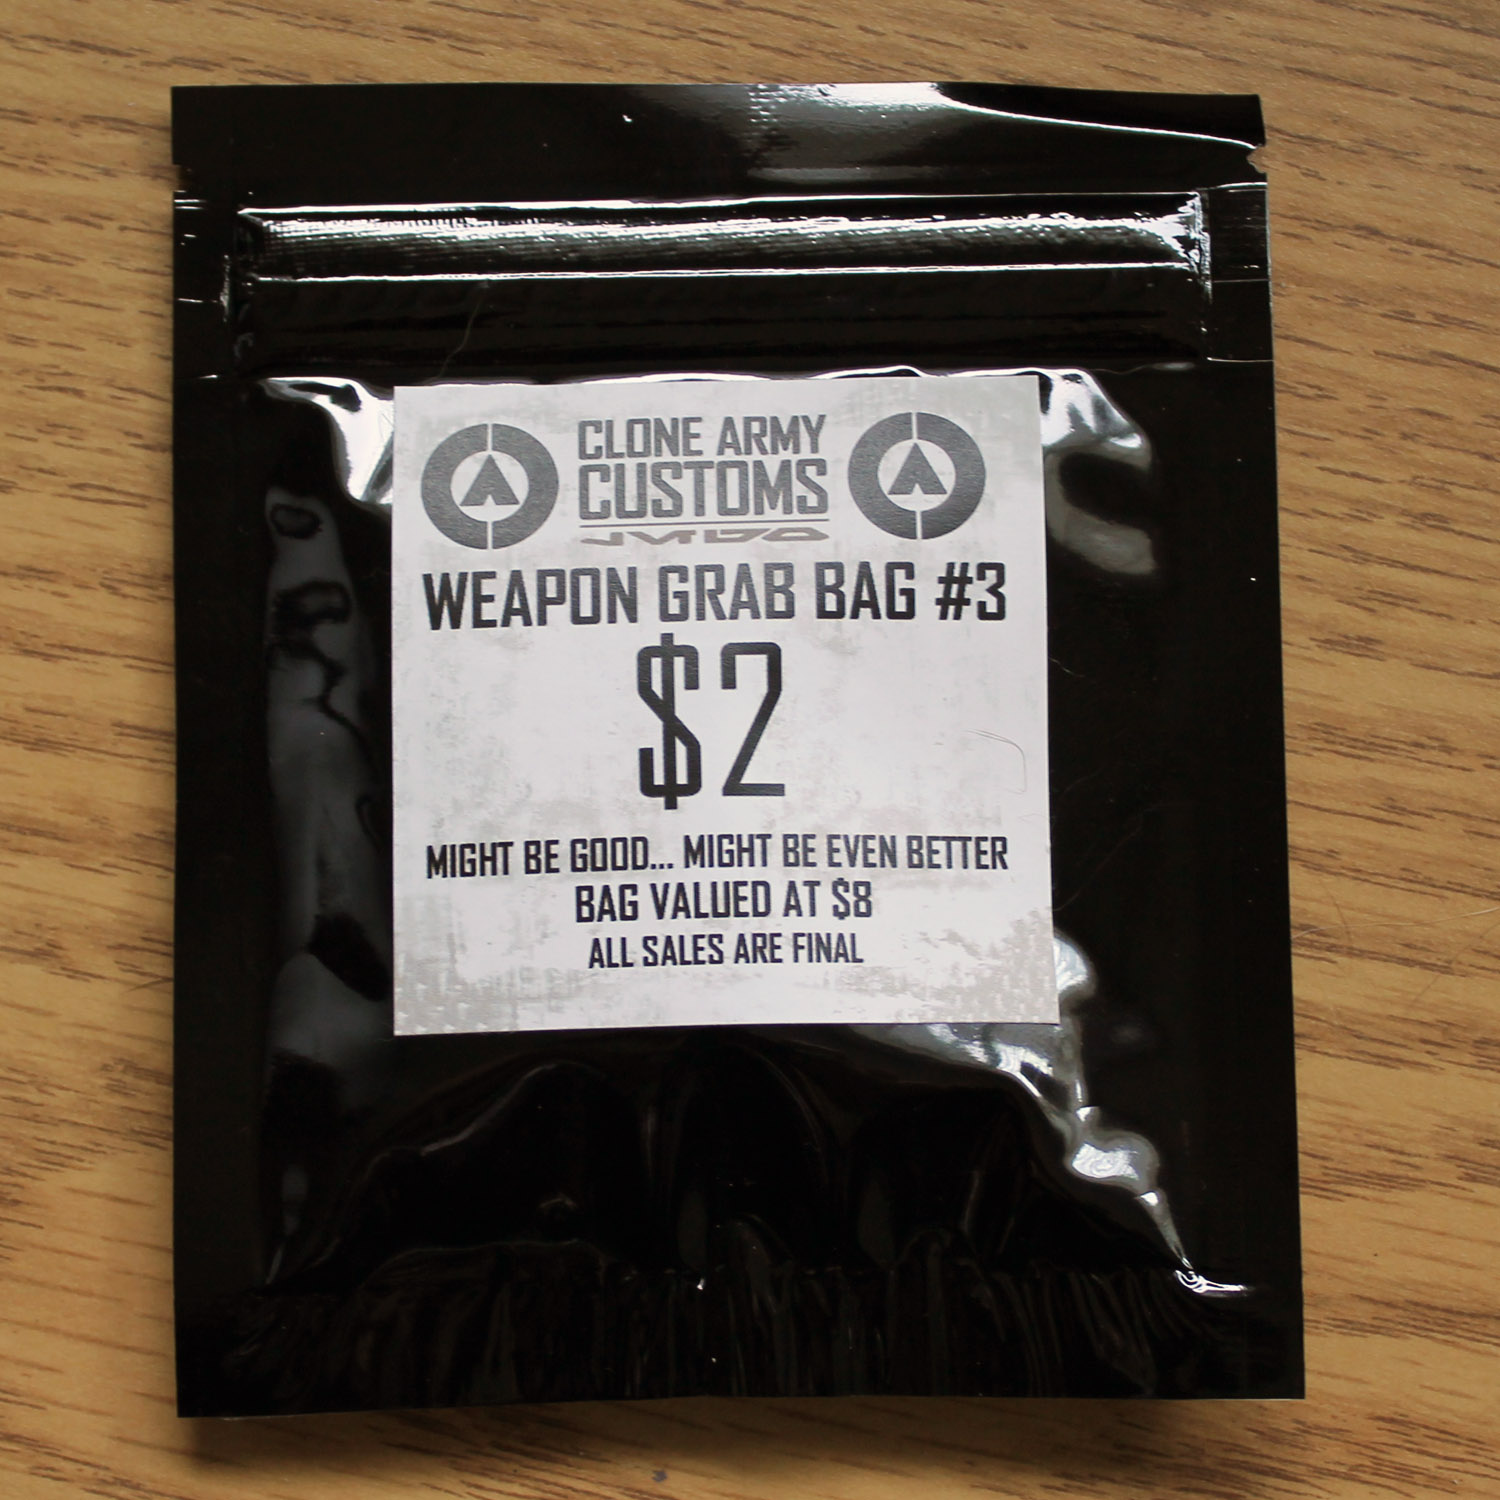 CLONE ARMY
CUSTOMS
WEAPON GRAB BAG #3
$2
MIGHT BE GOOD... MIGHT BE EVEN BETTER
BAG VALUED AT $8
ALL SALES ARE FINAL